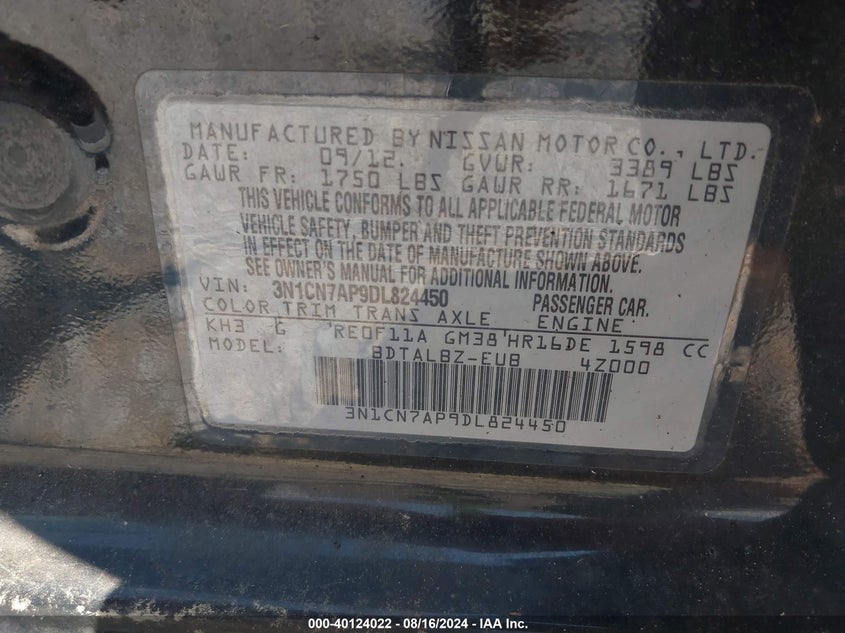 MANUFACTURED BY NISSAN MOTOR CO., LTD.
DATE: 09/12. GVWR: 3389 LBS
GAWR FR: 1750 LBS GAWR RR: 1671 LBS
THIS VEHICLE CONFORMS TO ALL APPLICABLE FEDERAL MOTOR
VEHICLE SAFETY, BUMPER AND THEFT PREVENTION STANDARDS
IN EFFECT ON THE DATE OF MANUFACTURE SHOWN ABOVE.
SEE OWNER'S MANUAL FOR ADDITIONAL INFORMATION.
VIN: 3N1CN7AP9DL824450 PASSENGER CAR.
COLOR TRIM TRANS AXLE ENGINE
KH3 G RE0F11A GM38 HR16DE 1598 CC
MODEL: BDTALBZ-EUB 4Z000
3N1CN7AP9DL824450
000-40124022 - 08/16/2024 - IAA Inc.